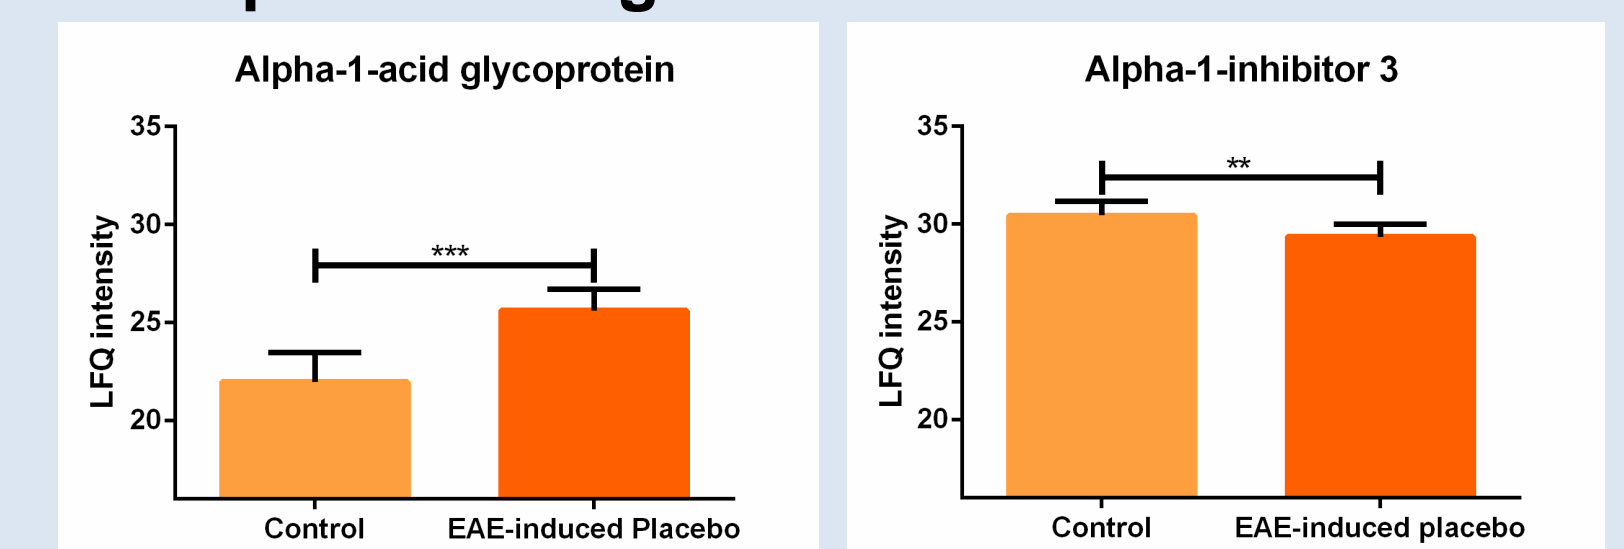 Alpha-1-acid glycoprotein
35
30
25
20
LFQ intensity
***
Control
EAE-induced Placebo
Alpha-1-inhibitor 3
35
30
25
20
LFQ intensity
**
Control
EAE-induced placebo